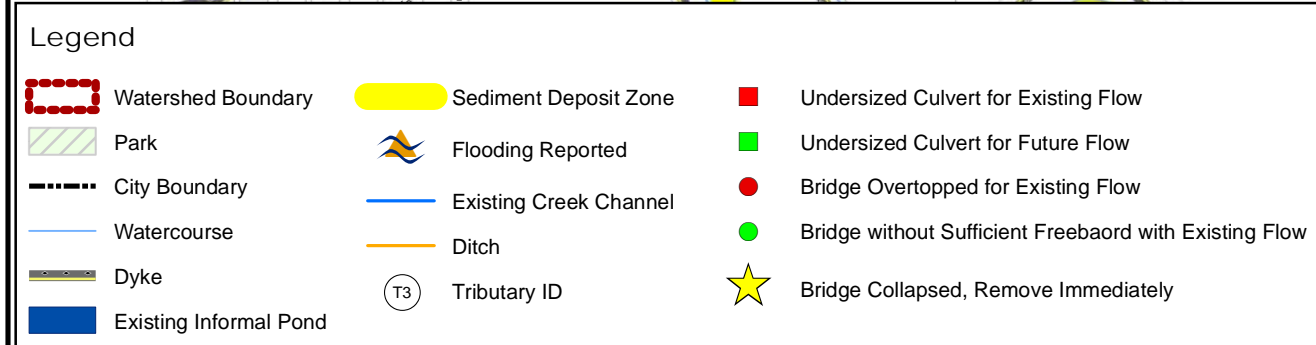 Legend
Watershed Boundary
Park
City Boundary
Watercourse
Dyke
Existing Informal Pond
Sediment Deposit Zone
Flooding Reported
Existing Creek Channel
Ditch
T3 Tributary ID
Undersized Culvert for Existing Flow
Undersized Culvert for Future Flow
Bridge Overtopped for Existing Flow
Bridge without Sufficient Freebaord with Existing Flow
Bridge Collapsed, Remove Immediately